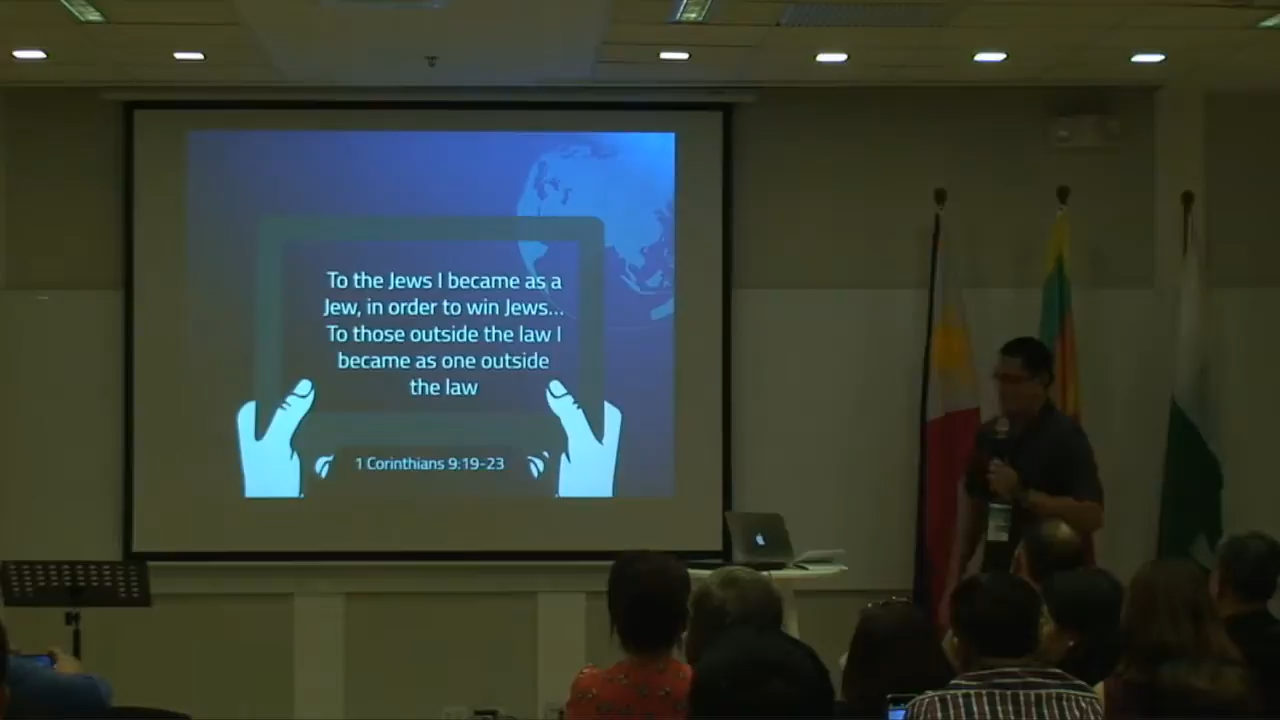 To the Jews I became as a
Jew, in order to win Jews...
To those outside the law I
became as one outside
the law
1 Corinthians 9:19-23